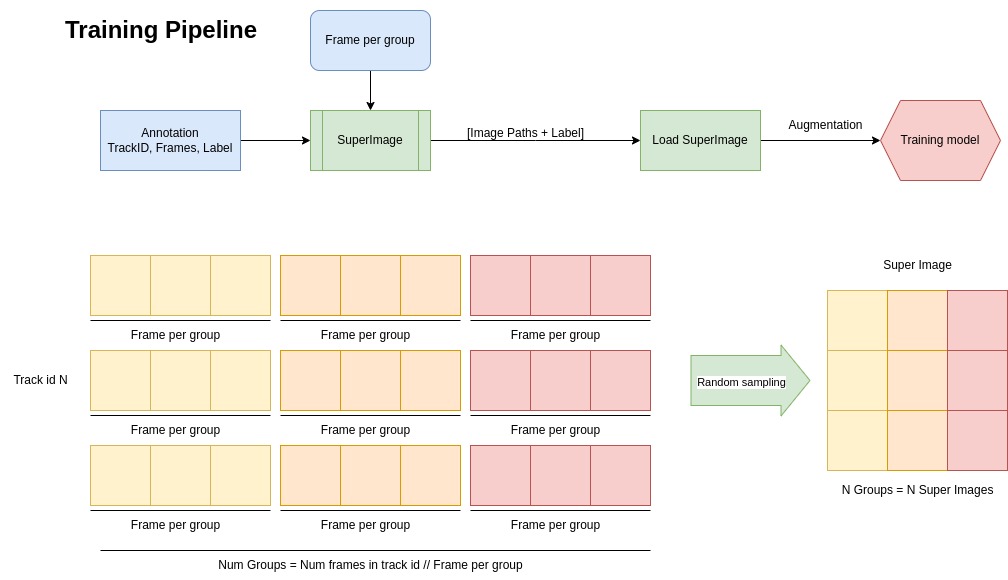 Training Pipeline
Frame per group
Annotation
TrackID, Frames, Label
SuperImage
[Image Paths + Label]
Load SuperImage
Augmentation
Training model
Super Image
Frame per group
Frame per group
Frame per group
Track id N
Random sampling
Frame per group
Frame per group
Frame per group
N Groups = N Super Images
Frame per group
Frame per group
Frame per group
Num Groups = Num frames in track id // Frame per group